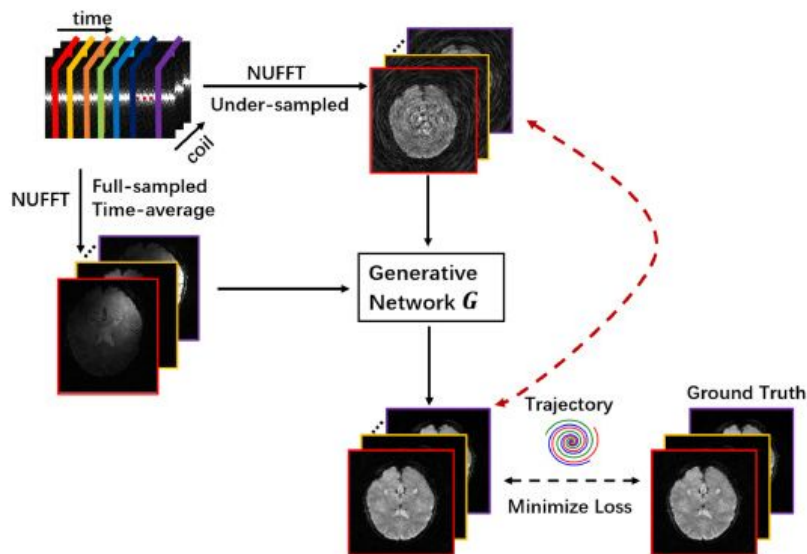 time
NUFFT
Under-sampled
coil
NUFFT
Full-sampled
Time-average
Generative
Network G
Trajectory
Ground Truth
Minimize Loss